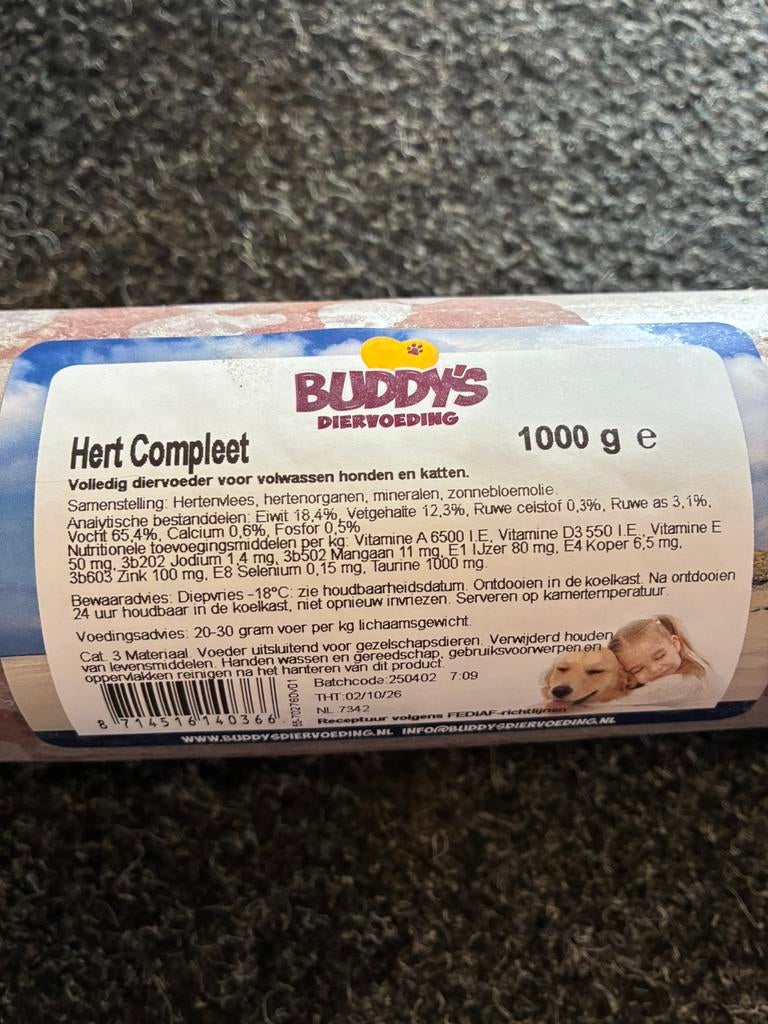 BUDDY'S
DIERVOEDING
Hert Compleet
1000 g e
Volledig diervoeder voor volwassen honden en katten.
Samenstelling: Hertenvlees, hertenorganen, mineralen, zonnebloemolie.
Analytische bestanddelen: Eiwit 18,4%, Vetgehalte 12,3%, Ruwe celstof 0,3%, Ruwe as 3,1%,
Vocht 65,4%, Calcium 0,6%, Fosfor 0,5%
Nutritionele toevoegingsmiddelen per kg: Vitamine A 6500 I.E, Vitamine D3 550 I.E., Vitamine E
50 mg, 3b202 Jodium 1,4 mg, 3b502 Mangaan 11 mg, E1 IJzer 80 mg, E4 Koper 6,5 mg,
3b603 Zink 100 mg, E8 Selenium 0,15 mg, Taurine 1000 mg.
Bewaaradvies: Diepvries -18°C: zie houdbaarheidsdatum. Ontdooien in de koelkast. Na ontdooien
24 uur houdbaar in de koelkast, niet opnieuw invriezen. Serveren op kamertemperatuur.
Voedingsadvies: 20-30 gram voer per kg lichaamsgewicht.
Cat. 3 Materiaal. Voeder uitsluitend voor gezelschapsdieren. Verwijderd houden
van levensmiddelen. Handen wassen en gereedschap, gebruiksvoorwerpen en
oppervlakken reinigen na het hanteren van dit product.
8 714516 140366
Batchcode:250402 7:09
THT:02/10/26
NL 7342
Receptuur volgens FEDIAF-richtlijnen
WWW.BUDDYSDIERVOEDING.NL INFO@BUDDYSDIERVOEDING.NL